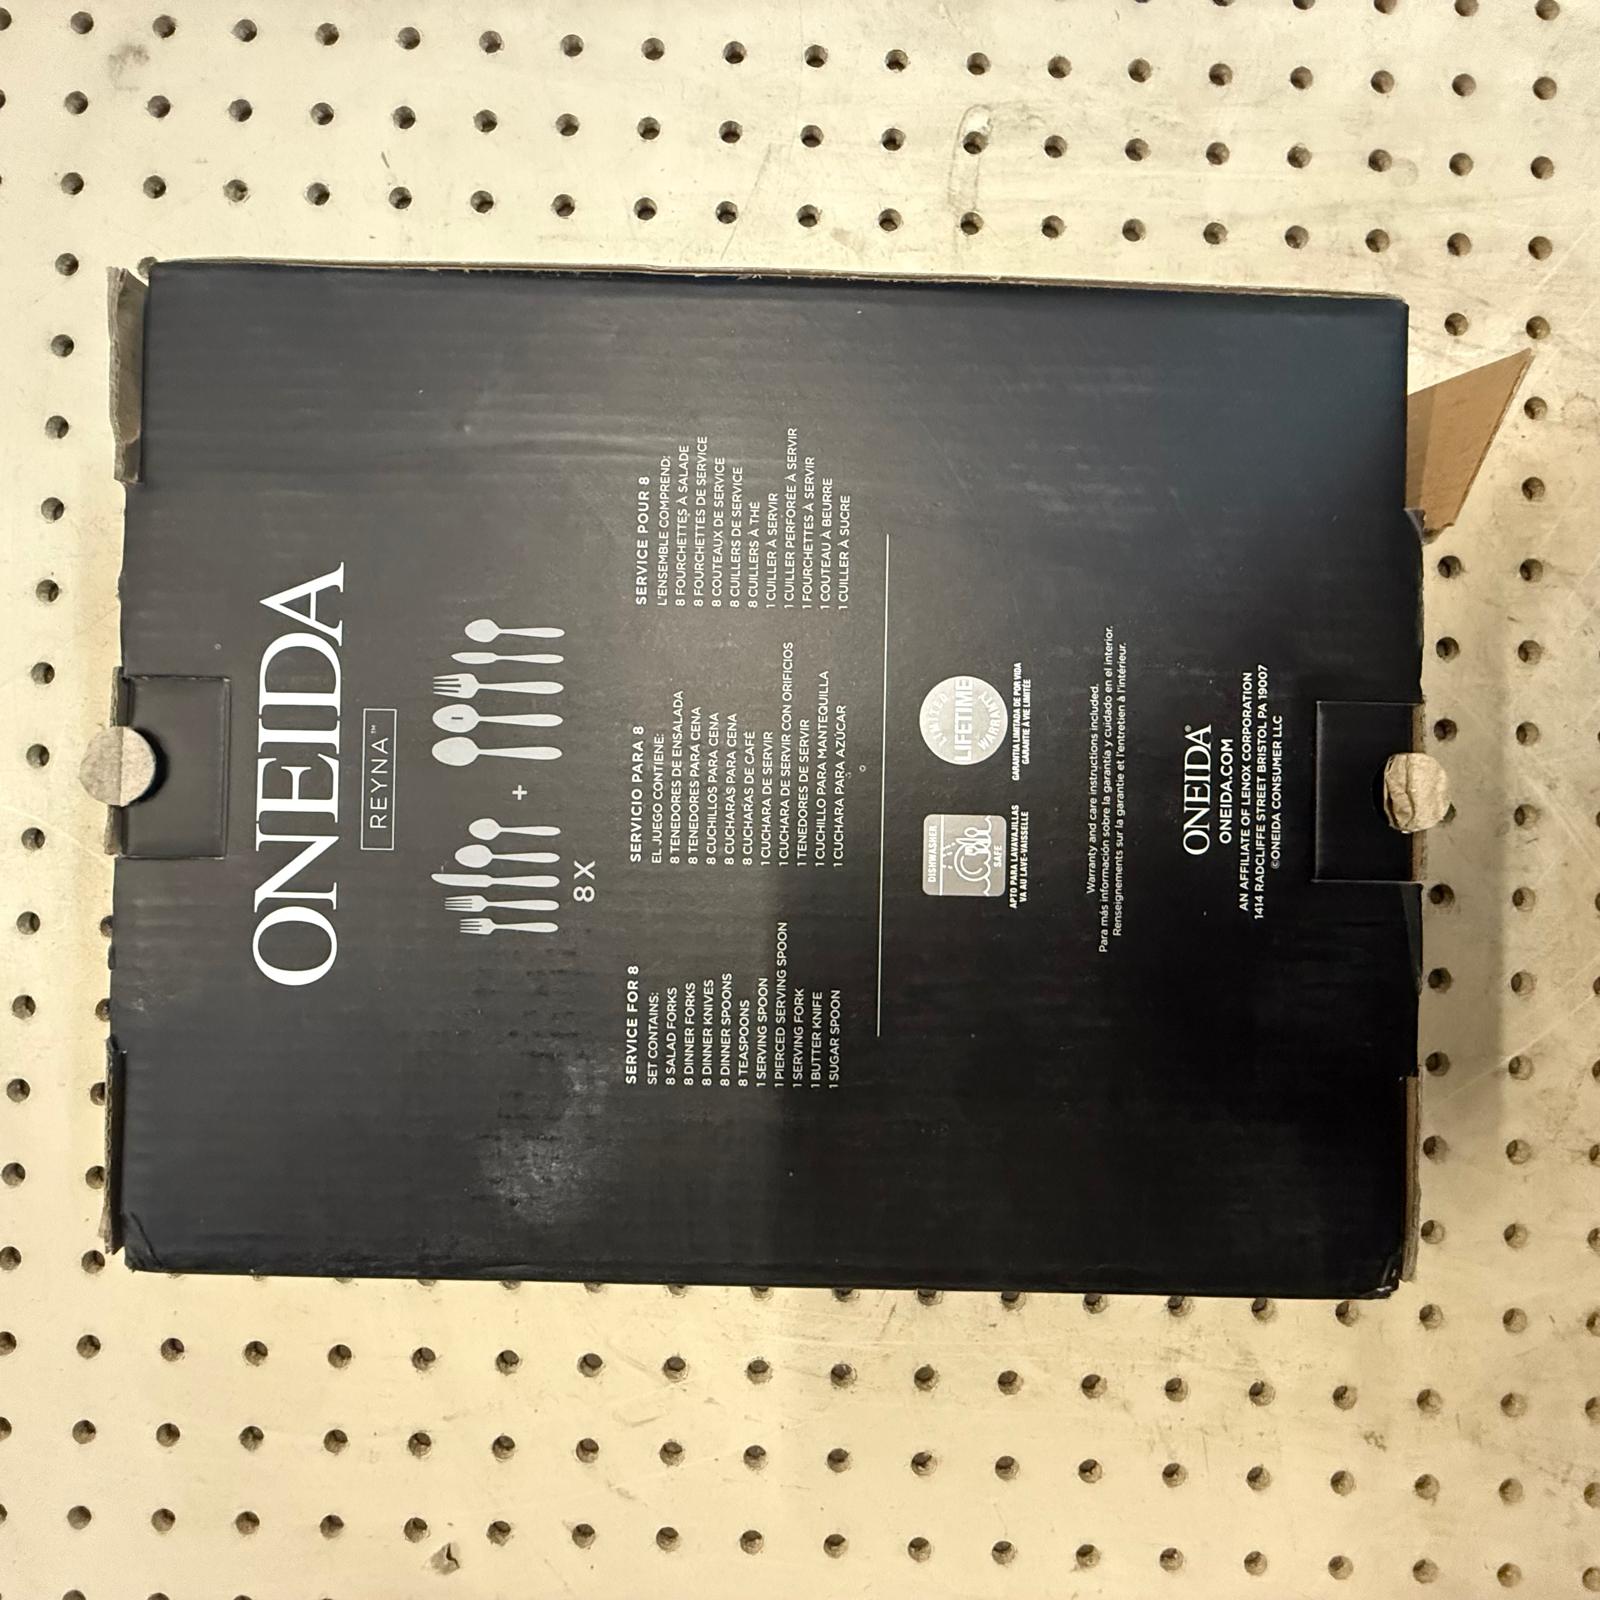 ONEIDA
REYNA™
8X
+
SERVICE FOR 8
SET CONTAINS:
8 SALAD FORKS
8 DINNER FORKS
8 DINNER KNIVES
8 DINNER SPOONS
8 TEASPOONS
1 SERVING SPOON
1 PIERCED SERVING SPOON
1 SERVING FORK
1 BUTTER KNIFE
1 SUGAR SPOON
SERVICIO PARA 8
EL JUEGO CONTIENE:
8 TENEDORES DE ENSALADA
8 TENEDORES PARA CENA
8 CUCHILLOS PARA CENA
8 CUCHARAS PARA CENA
8 CUCHARAS DE CAFÉ
1 CUCHARA DE SERVIR
1 CUCHARA DE SERVIR CON ORIFICIOS
1 TENEDORES DE SERVIR
1 CUCHILLO PARA MANTEQUILLA
1 CUCHARA PARA AZÚCAR
SERVICE POUR 8
L'ENSEMBLE COMPREND:
8 FOURCHETTES À SALADE
8 FOURCHETTES DE SERVICE
8 COUTEAUX DE SERVICE
8 CUILLERS DE SERVICE
8 CUILLERS À THÉ
1 CUILLER À SERVIR
1 CUILLER PERFORÉE À SERVIR
1 FOURCHETTES À SERVIR
1 COUTEAU À BEURRE
1 CUILLER À SUCRE
DISHWASHER
SAFE
APTO PARA LAVAVAJILLAS
VA AU LAVE-VAISSELLE
LIMITED
LIFETIME
WARRANTY
GARANTÍA LIMITADA DE POR VIDA
GARANTIE À VIE LIMITÉE
Warranty and care instructions included.
Para más información sobre la garantía y cuidado en el interior.
Renseignements sur la garantie et l'entretien à l'intérieur.
ONEIDA®
ONEIDA.COM
AN AFFILIATE OF LENOX CORPORATION
1414 RADCLIFFE STREET BRISTOL, PA 19007
©ONEIDA CONSUMER LLC